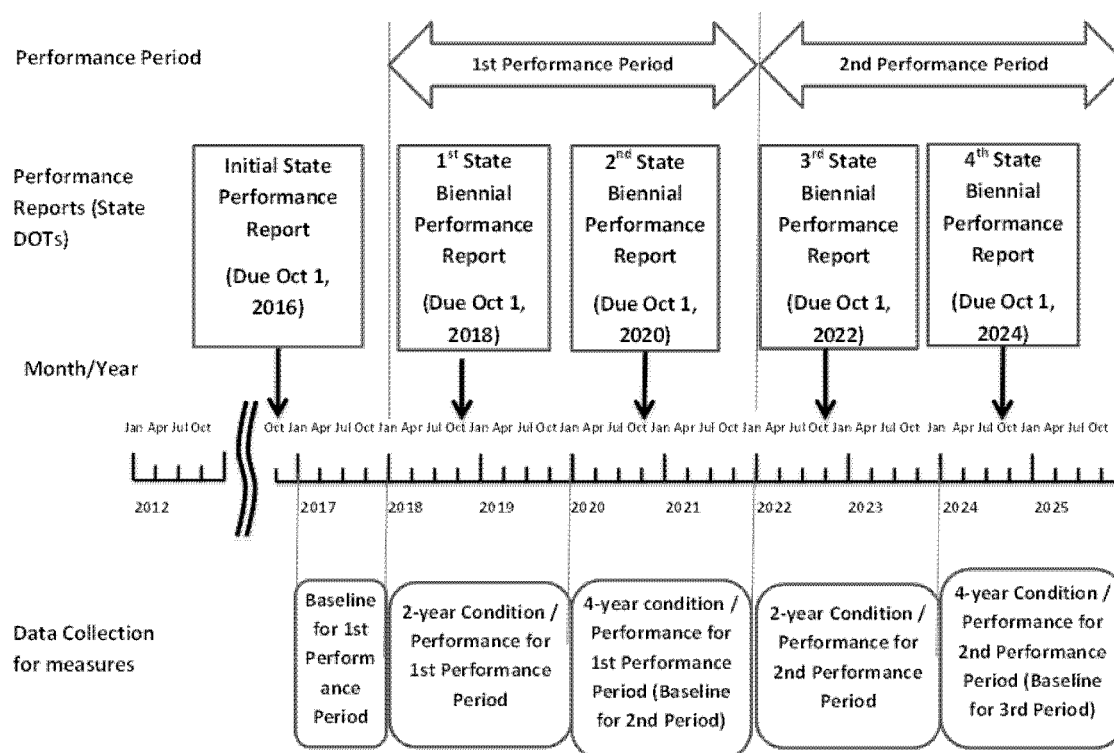 Performance Period
1st Performance Period
2nd Performance Period
Performance
Reports (State
DOTs)
Initial State
Performance
Report
(Due Oct 1,
2016)
1st State
Biennial
Performance
Report
(Due Oct 1,
2018)
2nd State
Biennial
Performance
Report
(Due Oct 1,
2020)
3rd State
Biennial
Performance
Report
(Due Oct 1,
2022)
4th State
Biennial
Performance
Report
(Due Oct 1,
2024)
Month/Year
Jan Apr Jul Oct Oct Jan Apr Jul Oct Jan Apr Jul Oct Jan Apr Jul Oct Jan Apr Jul Oct Jan Apr Jul Oct Jan Apr Jul Oct Jan Apr Jul Oct Jan Apr Jul Oct Jan Apr Jul Oct
2012 2017 2018 2019 2020 2021 2022 2023 2024 2025
Data Collection
for measures
Baseline
for 1st
Perform
ance
Period
2-year Condition /
Performance for
1st Performance
Period
4-year condition /
Performance for
1st Performance
Period (Baseline
for 2nd Period)
2-year Condition /
Performance for
2nd Performance
Period
4-year Condition /
Performance for
2nd Performance
Period (Baseline
for 3rd Period)